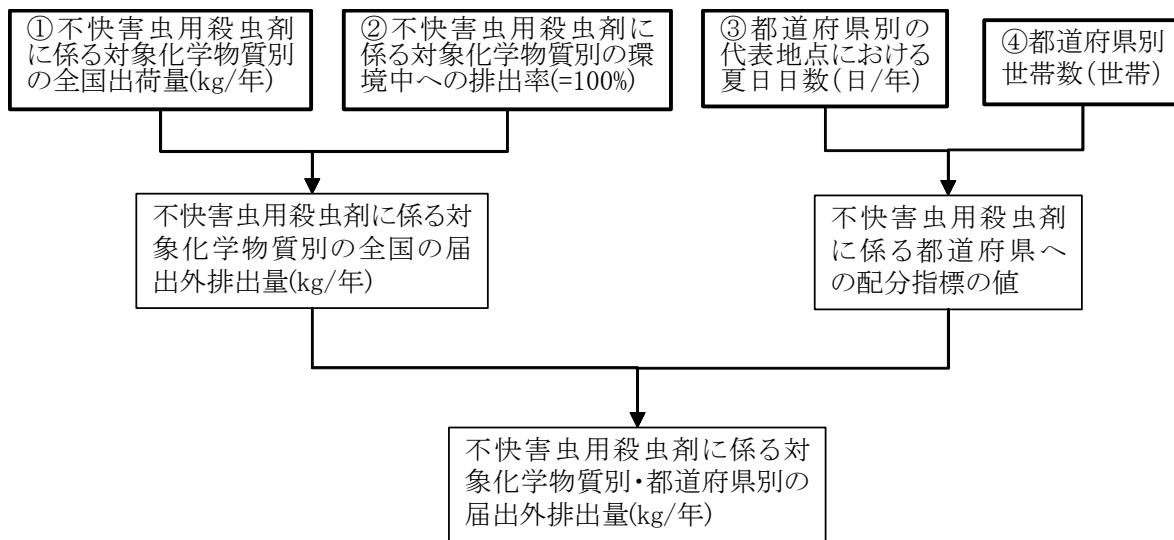 ①不快害虫用殺虫剤
に係る対象化学物質別
の全国出荷量(kg/年)
②不快害虫用殺虫剤に
係る対象化学物質別の環
境中への排出率(=100%)
③都道府県別の
代表地点における
夏日日数(日/年)
④都道府県別
世帯数(世帯)
不快害虫用殺虫剤に係る対
象化学物質別の全国の届
出外排出量(kg/年)
不快害虫用殺虫剤
に係る都道府県へ
の配分指標の値
不快害虫用殺虫剤に係る対
象化学物質別・都道府県別の
届出外排出量(kg/年)